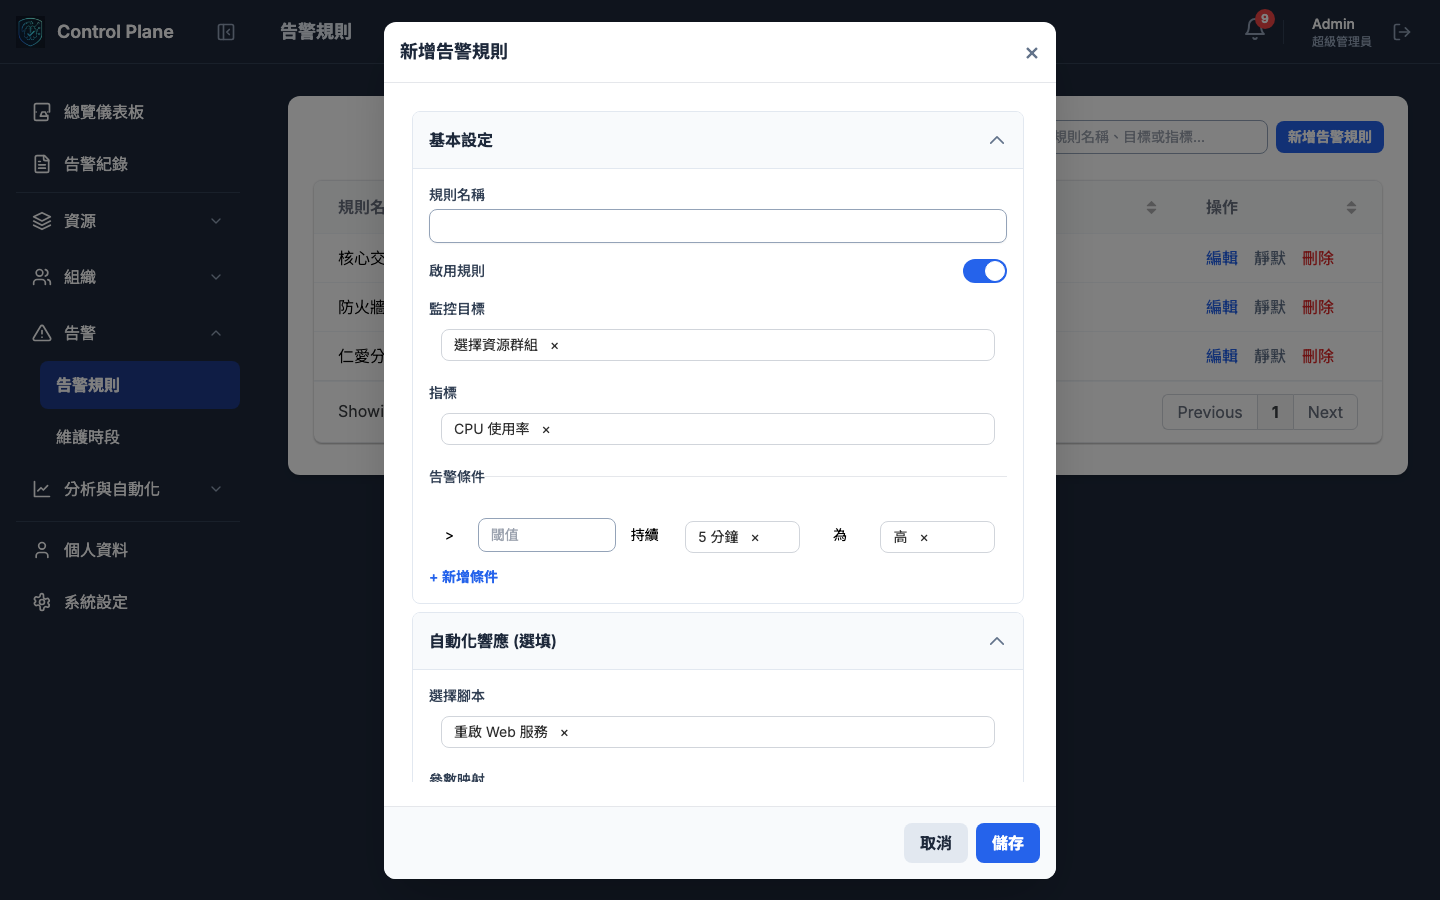 Control Plane
告警規則
9
Admin
超級管理員
總覽儀表板
告警紀錄
資源
組織
告警
告警規則
維護時段
分析與自動化
個人資料
系統設定
規則名稱、目標或指標...
新增告警規則
規則名
操作
核心交
編輯 靜默 刪除
防火牆
編輯 靜默 刪除
仁愛分
編輯 靜默 刪除
Showi
Previous 1 Next
新增告警規則 ×
基本設定
規則名稱
啟用規則
監控目標
選擇資源群組 ×
指標
CPU 使用率 ×
告警條件
> 閾值 持續 5 分鐘 × 為 高 ×
+ 新增條件
自動化響應 (選填)
選擇腳本
重啟 Web 服務 ×
參數映射
取消 儲存